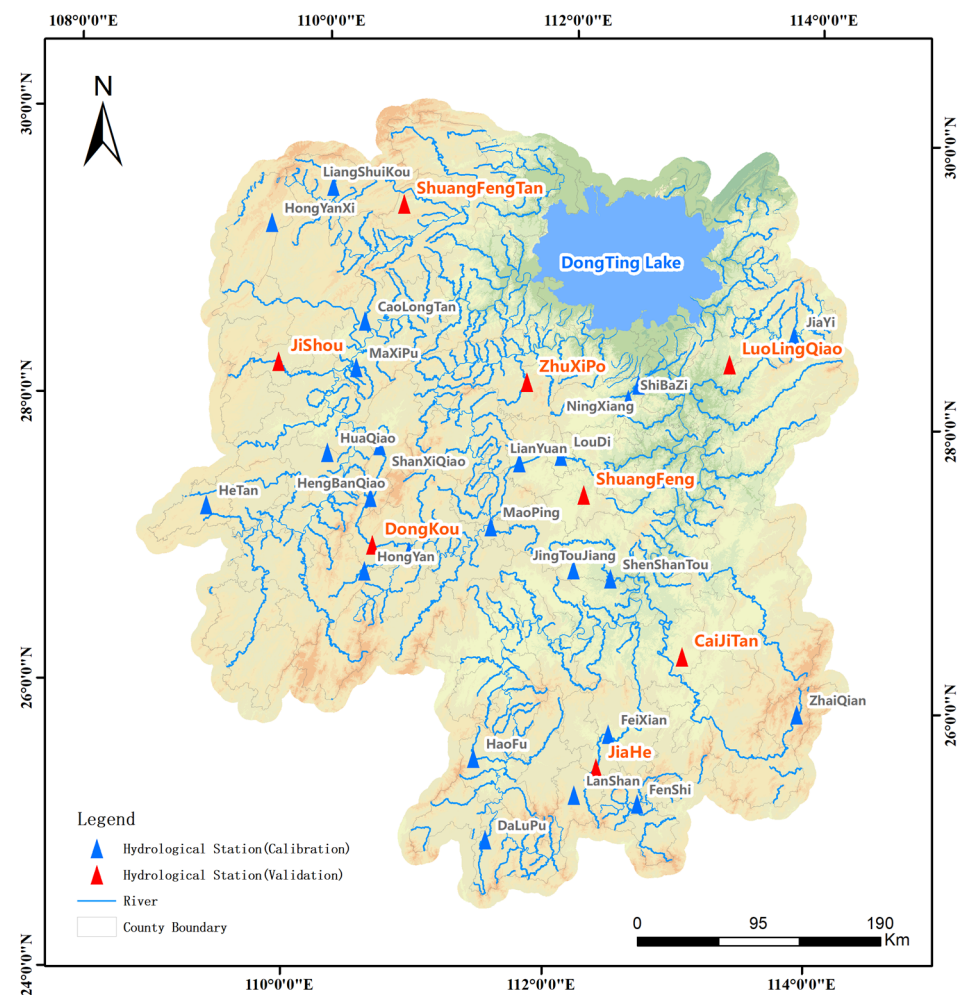 108°0'0"E
110°0'0"E
112°0'0"E
114°0'0"E
30°0'0"N
30°0'0"N
N
LiangShuiKou
ShuangFengTan
HongYanXi
DongTing Lake
CaoLongTan
JiaYi
JiShou
LuoLingQiao
MaXiPu
ZhuXiPo
28°0'0"N
ShiBaZi
NingXiang
28°0'0"N
HuaQiao
LouDi
LianYuan
ShanXiQiao
ShuangFeng
HengBanQiao
HeTan
MaoPing
DongKou
HongYan
JingTouJiang
ShenShanTou
CaiJiTan
26°0'0"N
ZhaiQian
26°0'0"N
FeiXian
HaoFu
JiaHe
LanShan
FenShi
Legend
DaLuPu
Hydrological Station(Calibration)
Hydrological Station(Validation)
River
County Boundary
0 95 190
Km
24°0'0"N
110°0'0"E
112°0'0"E
114°0'0"E